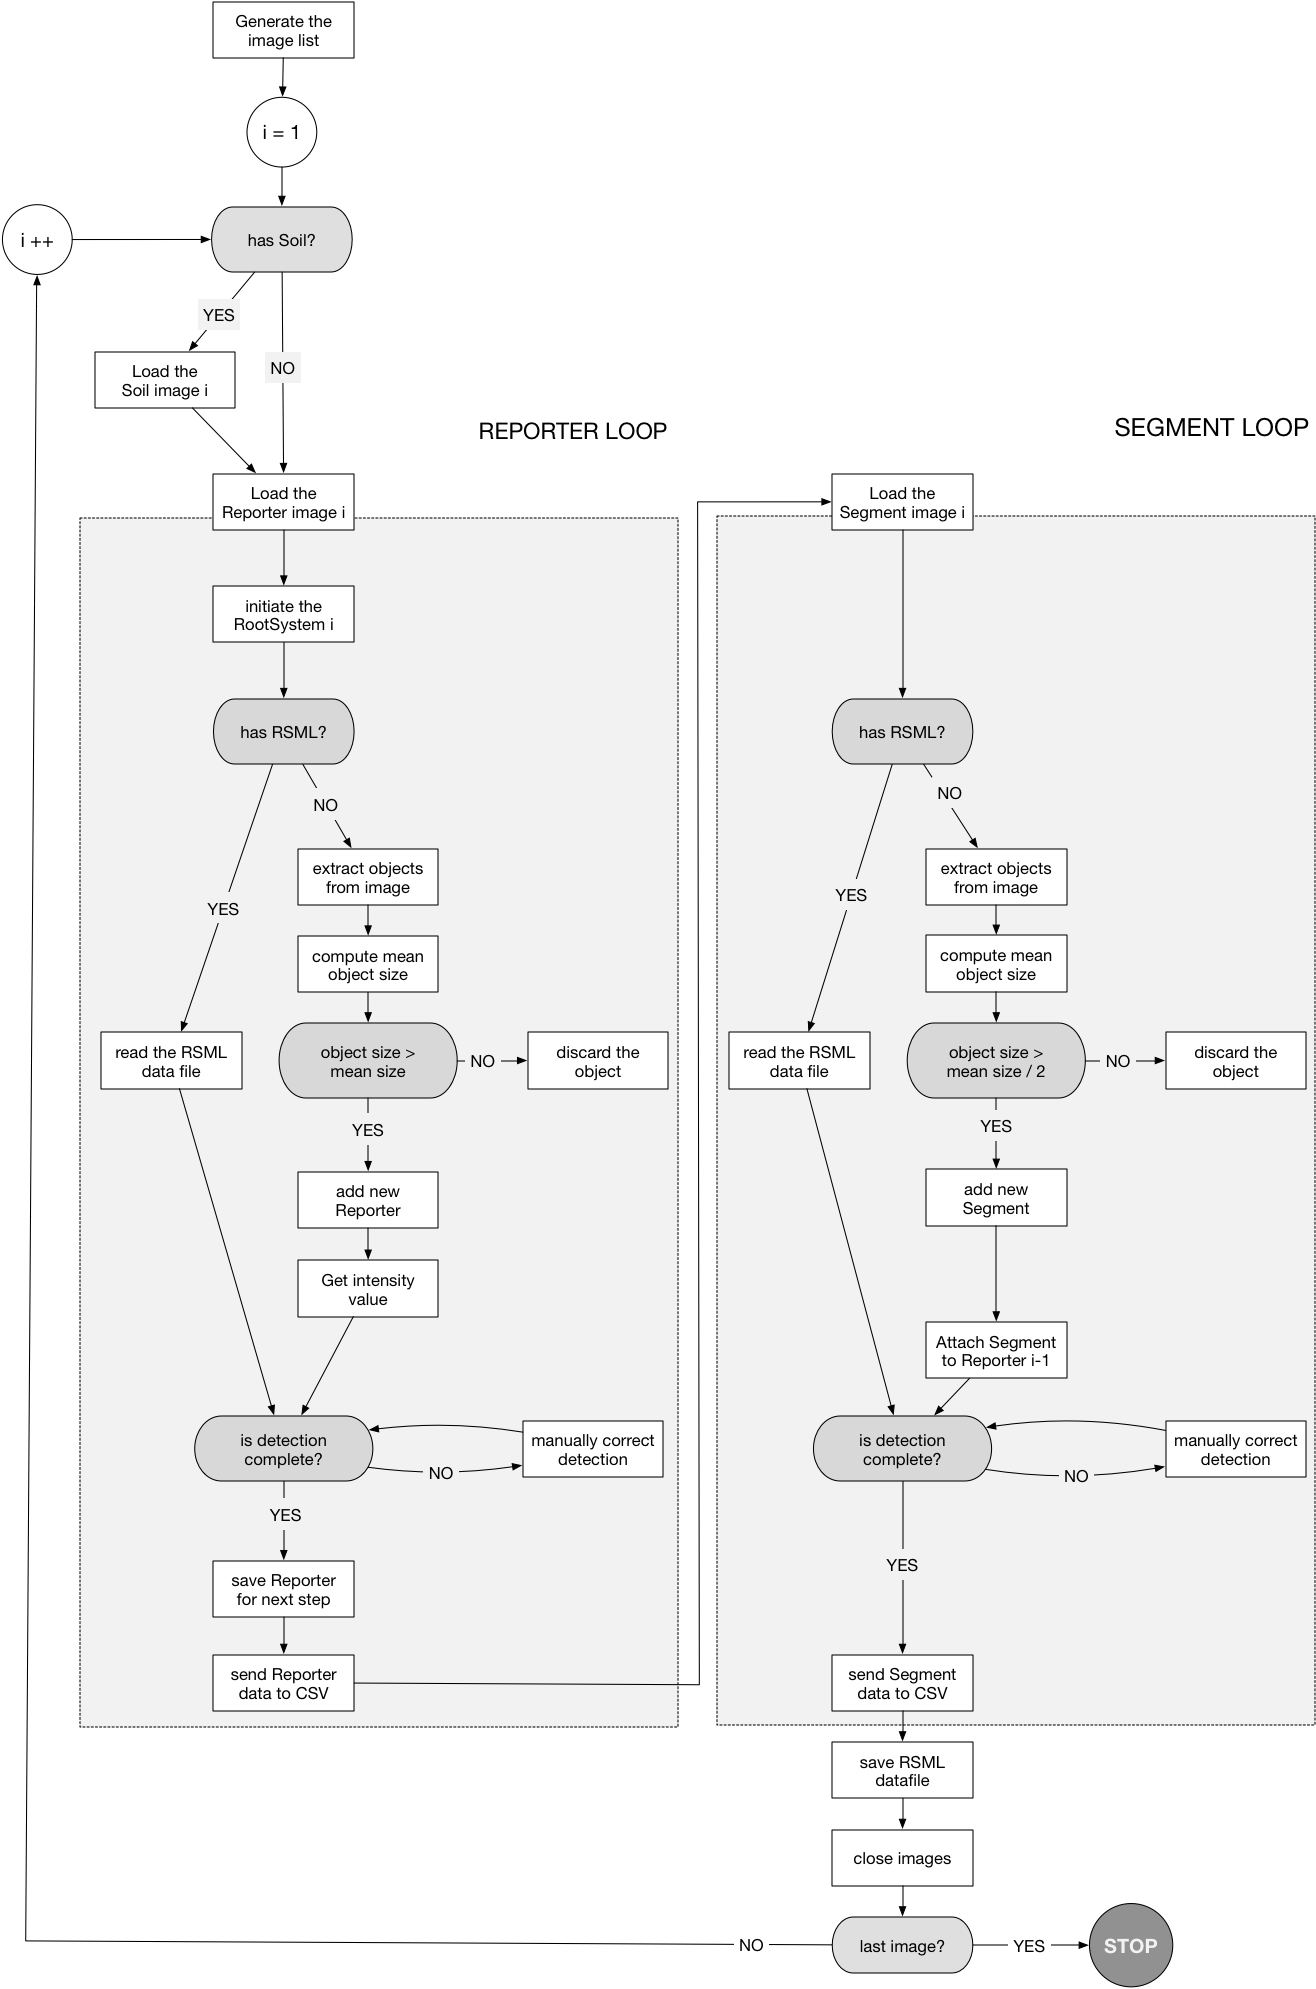 Generate the
image list
i = 1
i ++
has Soil?
YES
NO
Load the
Soil image i
REPORTER LOOP
Load the
Reporter image i
initiate the
RootSystem i
has RSML?
NO
YES
extract objects
from image
compute mean
object size
read the RSML
data file
object size >
mean size
NO
discard the
object
YES
add new
Reporter
Get intensity
value
is detection
complete?
NO
manually correct
detection
YES
save Reporter
for next step
send Reporter
data to CSV
SEGMENT LOOP
Load the
Segment image i
has RSML?
NO
YES
extract objects
from image
compute mean
object size
read the RSML
data file
object size >
mean size / 2
NO
discard the
object
YES
add new
Segment
Attach Segment
to Reporter i-1
is detection
complete?
NO
manually correct
detection
YES
send Segment
data to CSV
save RSML
datafile
close images
last image?
NO
YES
STOP